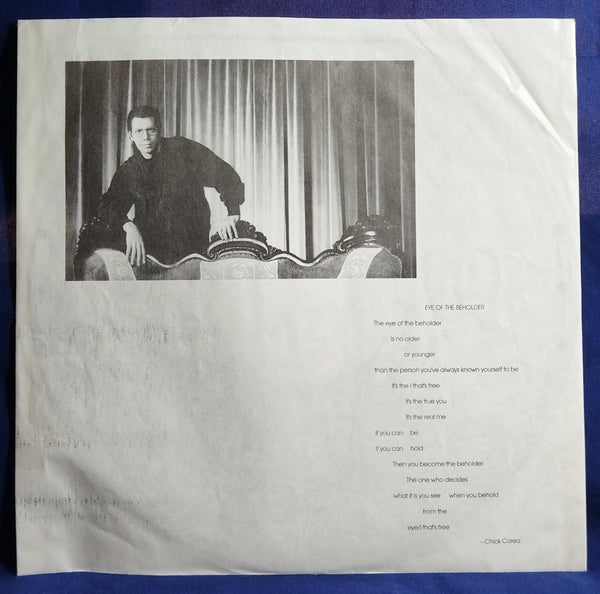 EYE OF THE BEHOLDER
The eye of the beholder
is no older
or younger
than the person you've always known yourself to be
It's the I that's free
It's the true you
It's the real me
if you can be
if you can hold
Then you become the beholder
The one who decides
what it is you see when you behold
from the
eye/I that's free
—Chick Corea